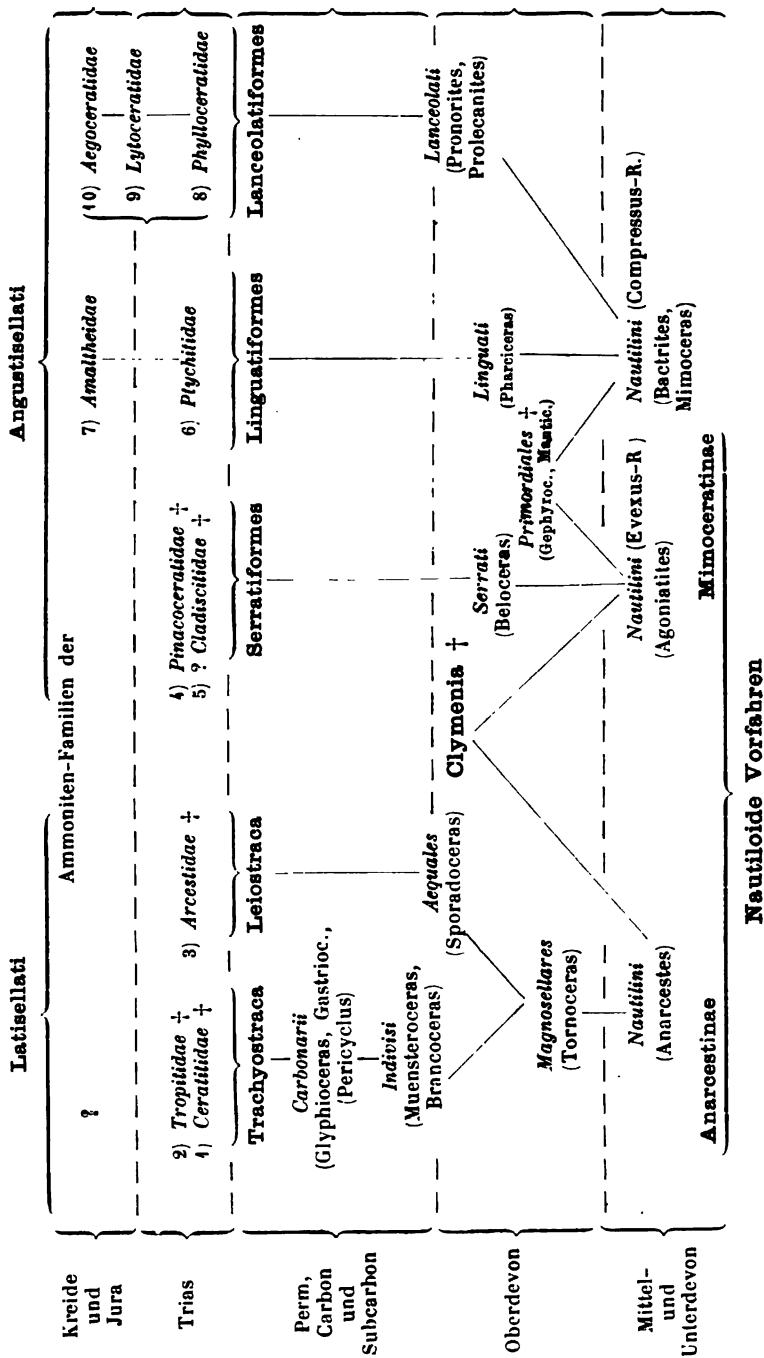 Latisellati
Angustisellati
Ammoniten-Familien der
Kreide
und
Jura
?
7) Amaltheidae
10) Aegoceratidae
9) Lytoceratidae
Trias
2) Tropitidae †
1) Ceratitidae †
3) Arcestidae †
4) Pinacoceratidae †
5) ? Cladiscitidae †
6) Ptychitidae
8) Phylloceratidae
Trachyostraca
Leiostraca
Serratiformes
Linguatiformes
Lanceolatiformes
Perm,
Carbon
und
Subcarbon
Carbonarii
(Glyphioceras, Gastrioc.,
(Pericyclus)
Indivisi
(Muensteroceras,
Brancoceras)
Oberdevon
Aequales
(Sporadoceras)
Magnosellares
(Tornoceras)
Clymenia †
Serrati
(Beloceras)
Primordiales †
(Gephyroc., Mantic.)
Linguati
(Pharciceras)
Lanceolati
(Pronorites,
Prolecanites)
Mittel-
und
Unterdevon
Nautilini
(Anarcestes)
Nautilini (Evexus-R)
(Agoniatites)
Nautilini (Compressus-R.)
(Bactrites,
Mimoceras)
Anarcestinae
Mimoceratinae
Nautiloide Vorfahren